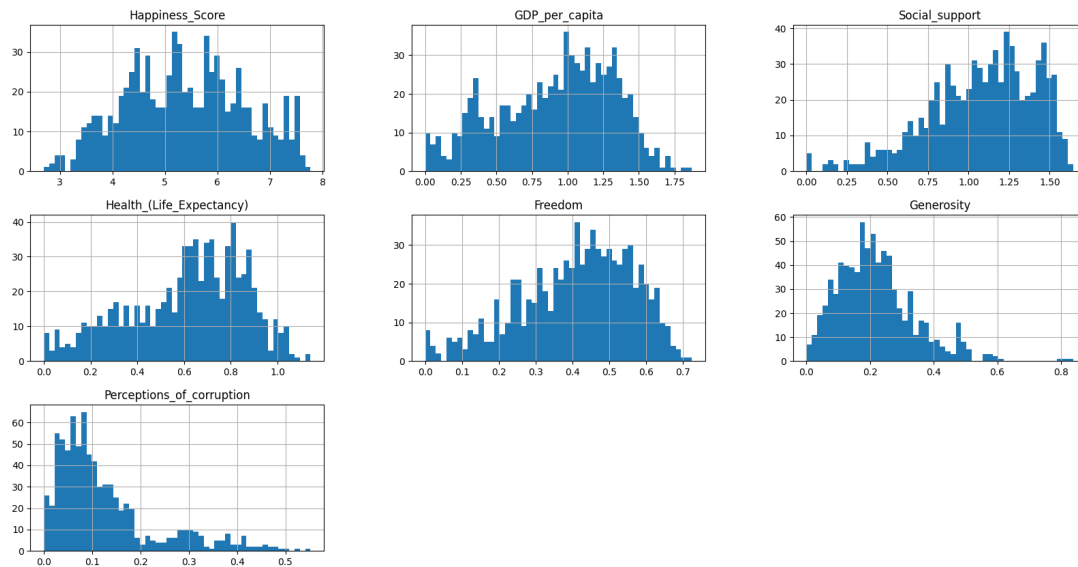 Happiness_Score
30
20
10
0
3 4 5 6 7 8
GDP_per_capita
30
20
10
0
0.00 0.25 0.50 0.75 1.00 1.25 1.50 1.75
Social_support
40
30
20
10
0
0.00 0.25 0.50 0.75 1.00 1.25 1.50
Health_(Life_Expectancy)
40
30
20
10
0
0.0 0.2 0.4 0.6 0.8 1.0
Freedom
30
20
10
0
0.0 0.1 0.2 0.3 0.4 0.5 0.6 0.7
Generosity
60
50
40
30
20
10
0
0.0 0.2 0.4 0.6 0.8
Perceptions_of_corruption
60
50
40
30
20
10
0
0.0 0.1 0.2 0.3 0.4 0.5